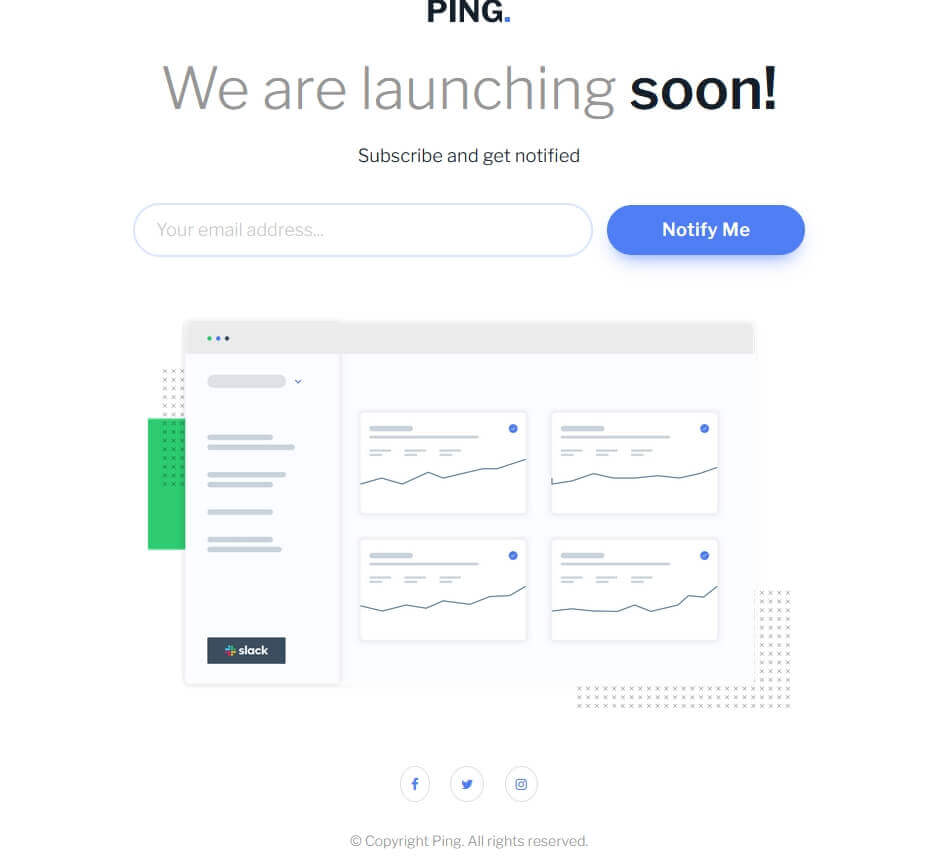 PING.
We are launching soon!
Subscribe and get notified
Your email address...
Notify Me
slack
© Copyright Ping. All rights reserved.